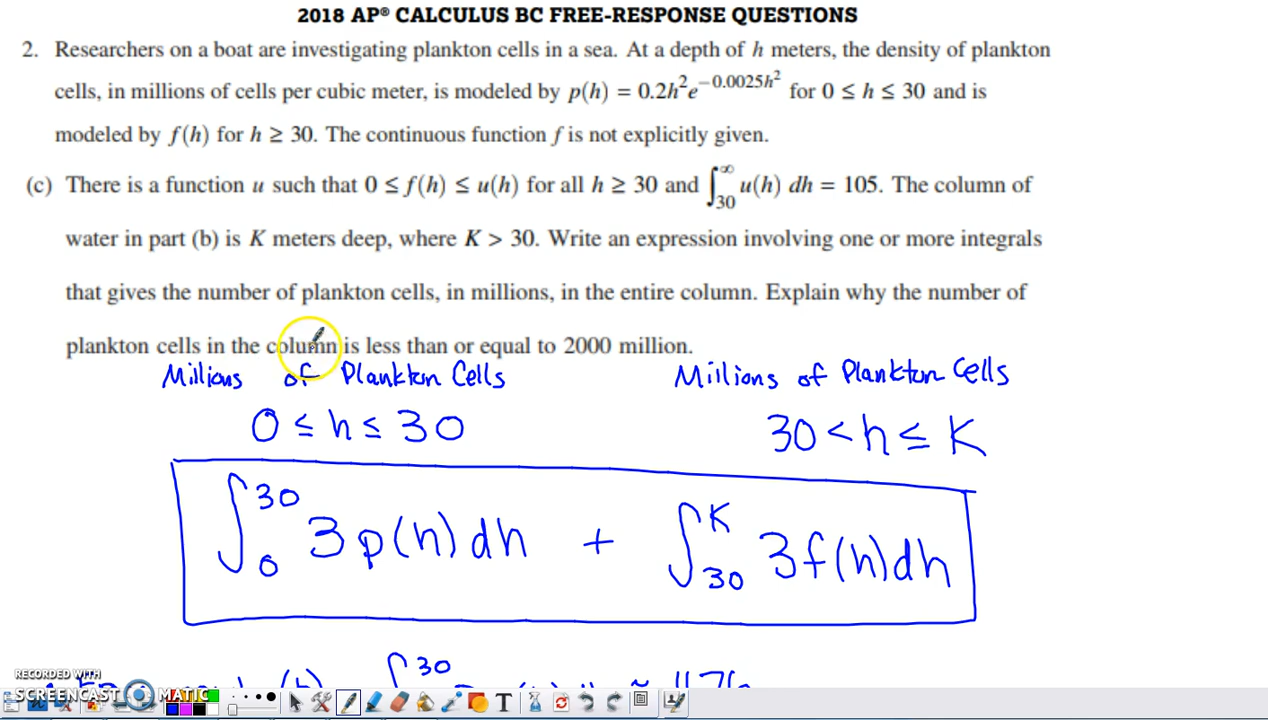 2018 AP® CALCULUS BC FREE-RESPONSE QUESTIONS
2. Researchers on a boat are investigating plankton cells in a sea. At a depth of h meters, the density of plankton
cells, in millions of cells per cubic meter, is modeled by p(h) = 0.2h²e^{-0.0025h²} for 0 ≤ h ≤ 30 and is
modeled by f(h) for h ≥ 30. The continuous function f is not explicitly given.
(c) There is a function u such that 0 ≤ f(h) ≤ u(h) for all h ≥ 30 and ∫_{30}^{∞} u(h) dh = 105. The column of
water in part (b) is K meters deep, where K > 30. Write an expression involving one or more integrals
that gives the number of plankton cells, in millions, in the entire column. Explain why the number of
plankton cells in the column is less than or equal to 2000 million.
Millions of Plankton Cells Millions of Plankton Cells
0 ≤ h ≤ 30 30 < h ≤ K
∫_{0}^{30} 3p(h)dh + ∫_{30}^{K} 3f(h)dh
(b) ∫^{30} ≈
RECORDED WITH
SCREENCAST MATIC